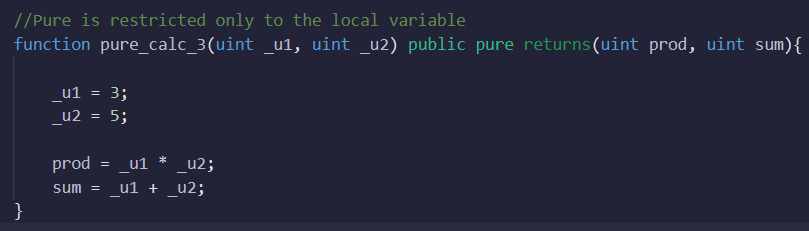 //Pure is restricted only to the local variable
function pure_calc_3(uint _u1, uint _u2) public pure returns(uint prod, uint sum){
_u1 = 3;
_u2 = 5;
prod = _u1 * _u2;
sum = _u1 + _u2;
}